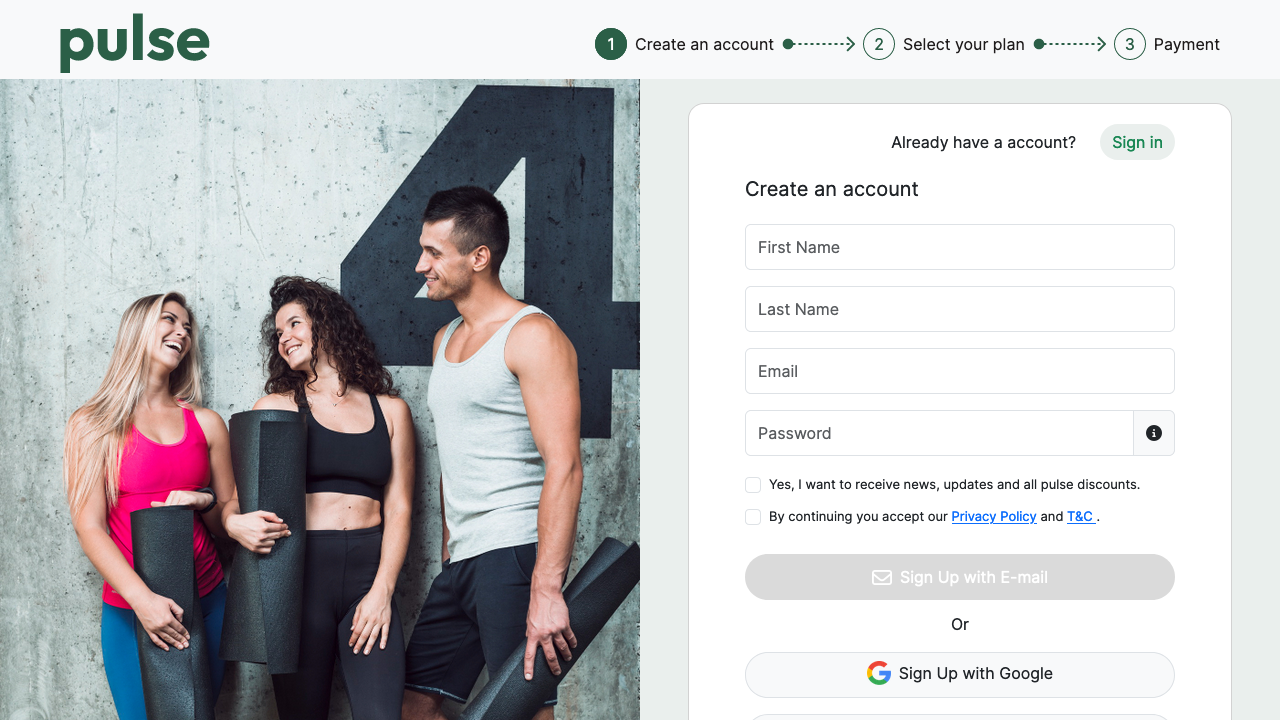 pulse
1 Create an account 2 Select your plan 3 Payment
4
Already have a account? Sign in
Create an account
First Name
Last Name
Email
Password
Yes, I want to receive news, updates and all pulse discounts.
By continuing you accept our Privacy Policy and T&C .
Sign Up with E-mail
Or
Sign Up with Google